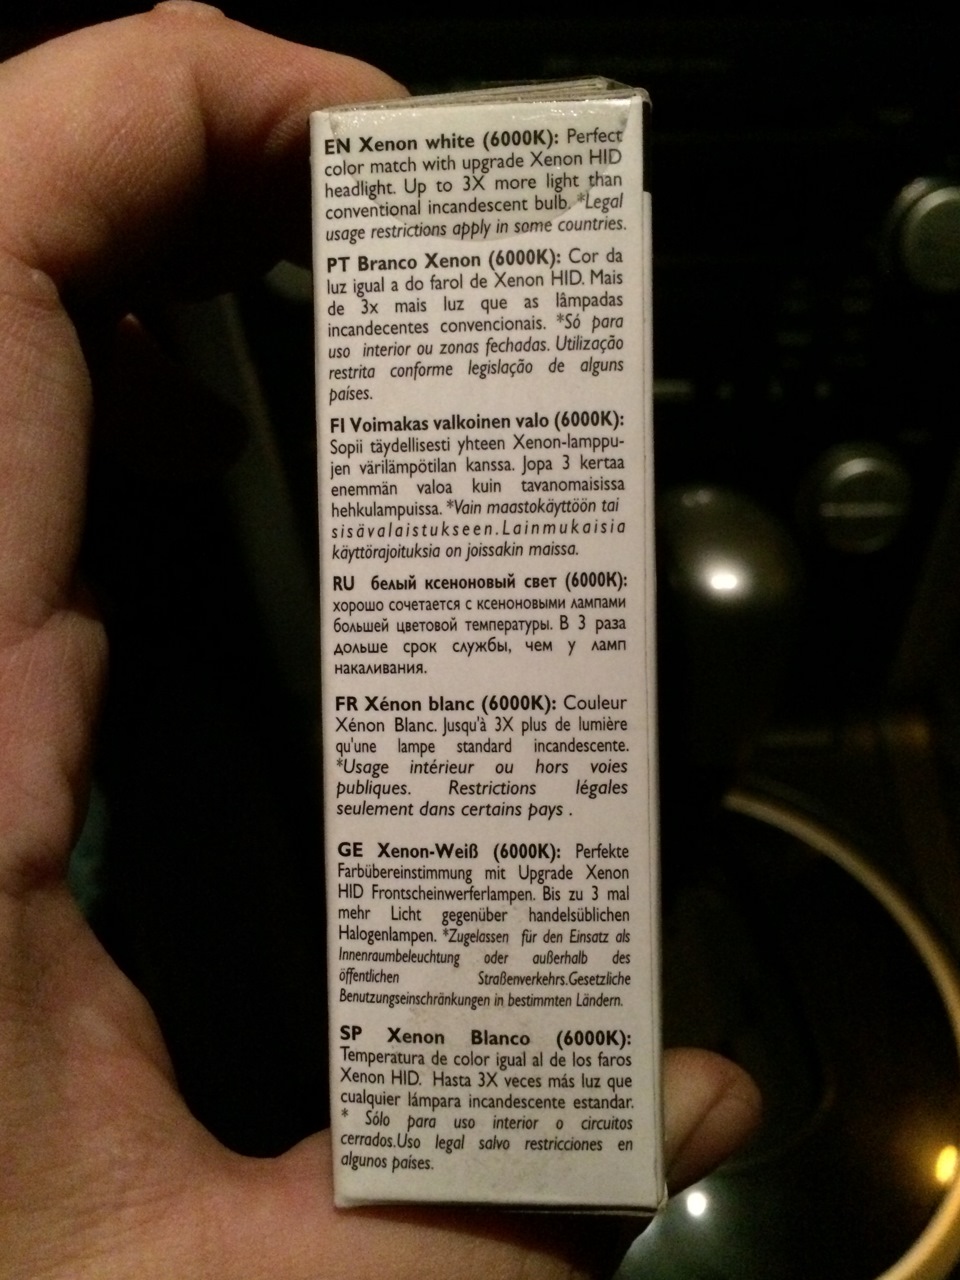 EN Xenon white (6000K): Perfect
color match with upgrade Xenon HID
headlight. Up to 3X more light than
conventional incandescent bulb. *Legal
usage restrictions apply in some countries.
PT Branco Xenon (6000K): Cor da
luz igual a do farol de Xenon HID. Mais
de 3x mais luz que as lâmpadas
incandecentes convencionais. *Só para
uso interior ou zonas fechadas. Utilização
restrita conforme legislação de alguns
países.
FI Voimakas valkoinen valo (6000K):
Sopii täydellisesti yhteen Xenon-lamppu-
jen värilämpötilan kanssa. Jopa 3 kertaa
enemmän valoa kuin tavanomaisissa
hehkulampuissa. *Vain maastokäyttöön tai
sisävalaistukseen.Lainmukaisia
käyttörajoituksia on joissakin maissa.
RU белый ксеноновый свет (6000K):
хорошо сочетается с ксеноновыми лампами
большей цветовой температуры. В 3 раза
дольше срок службы, чем у ламп
накаливания.
FR Xénon blanc (6000K): Couleur
Xénon Blanc. Jusqu'à 3X plus de lumière
qu'une lampe standard incandescente.
*Usage intérieur ou hors voies
publiques. Restrictions légales
seulement dans certains pays .
GE Xenon-Weiß (6000K): Perfekte
Farbübereinstimmung mit Upgrade Xenon
HID Frontscheinwerferlampen. Bis zu 3 mal
mehr Licht gegenüber handelsüblichen
Halogenlampen. *Zugelassen für den Einsatz als
Innenraumbeleuchtung oder außerhalb des
öffentlichen Straßenverkehrs.Gesetzliche
Benutzungseinschränkungen in bestimmten Ländern.
SP Xenon Blanco (6000K):
Temperatura de color igual al de los faros
Xenon HID. Hasta 3X veces más luz que
cualquier lámpara incandescente estandar.
* Sólo para uso interior o circuitos
cerrados.Uso legal salvo restricciones en
algunos países.